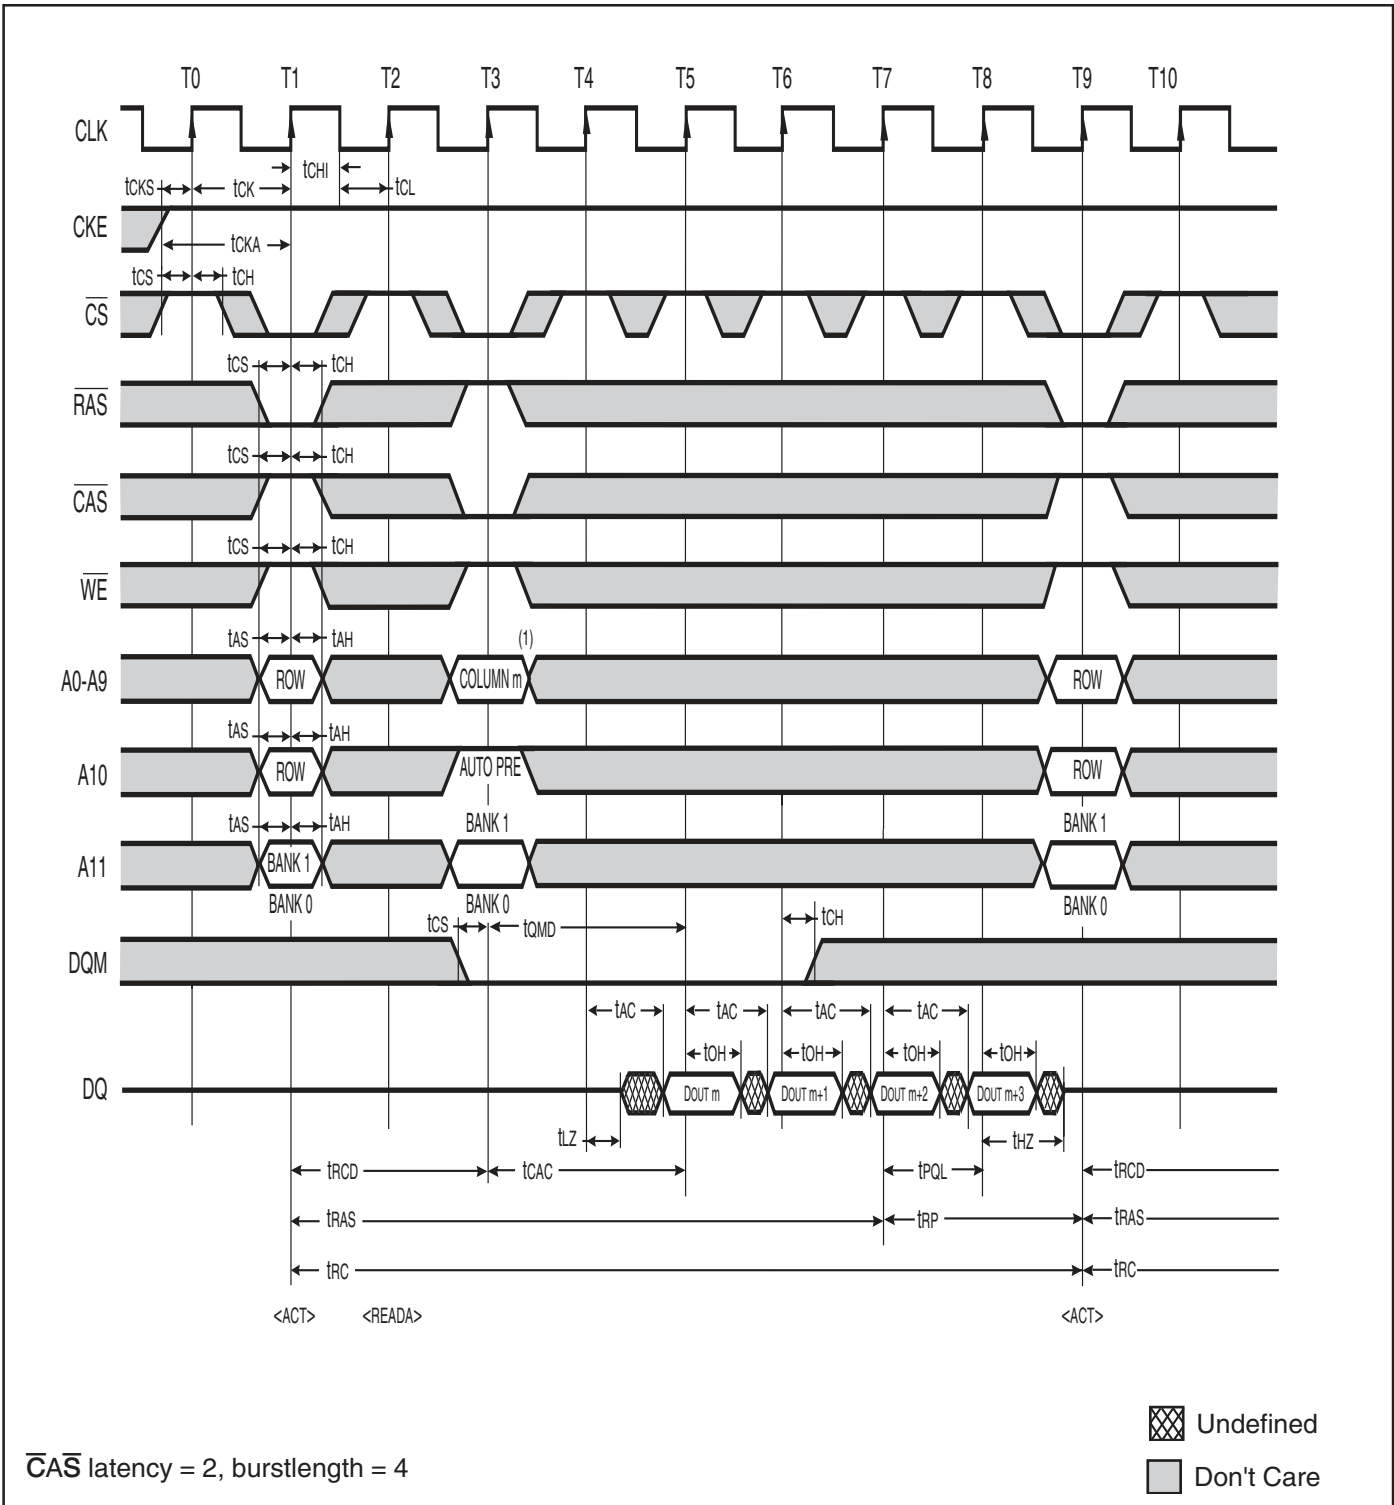 T0 T1 T2 T3 T4 T5 T6 T7 T8 T9 T10
CLK
tCHI
tCKS tCK tCL
CKE
tCKA
tCS tCH
CS
tCS tCH
RAS
tCS tCH
CAS
tCS tCH
WE
tAS tAH (1)
A0-A9 ROW COLUMN m ROW
tAS tAH
A10 ROW AUTO PRE ROW
tAS tAH BANK 1 BANK 1
A11 BANK 1
BANK 0 BANK 0 BANK 0
tCS tQMD tCH
DQM
tAC tAC tAC tAC
tOH tOH tOH tOH
DQ DOUT m DOUT m+1 DOUT m+2 DOUT m+3
tLZ tHZ
tRCD tCAC tPQL tRCD
tRAS tRP tRAS
tRC tRC
<ACT> <READA> <ACT>
Undefined
CAS latency = 2, burstlength = 4
Don't Care